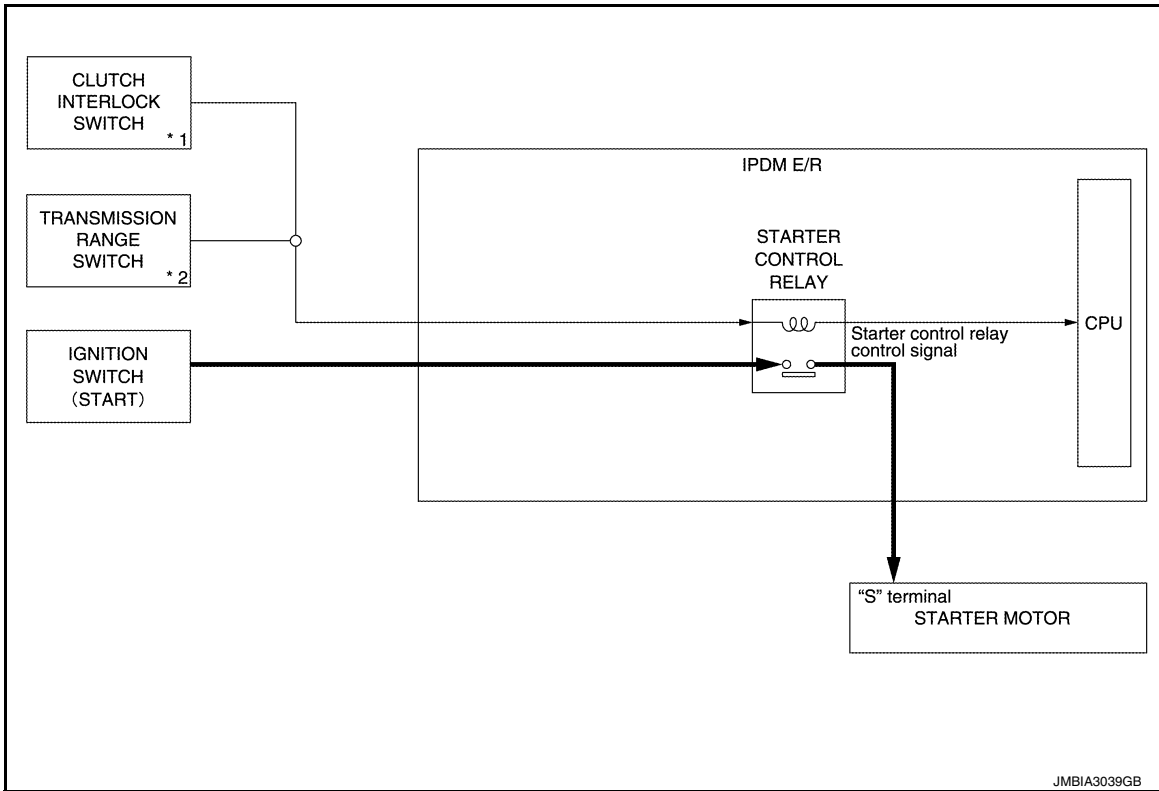 CLUTCH
INTERLOCK
SWITCH
* 1
IPDM E/R
TRANSMISSION
RANGE
SWITCH
* 2
STARTER
CONTROL
RELAY
CPU
Starter control relay
control signal
IGNITION
SWITCH
(START)
“S” terminal
STARTER MOTOR
JMBIA3039GB